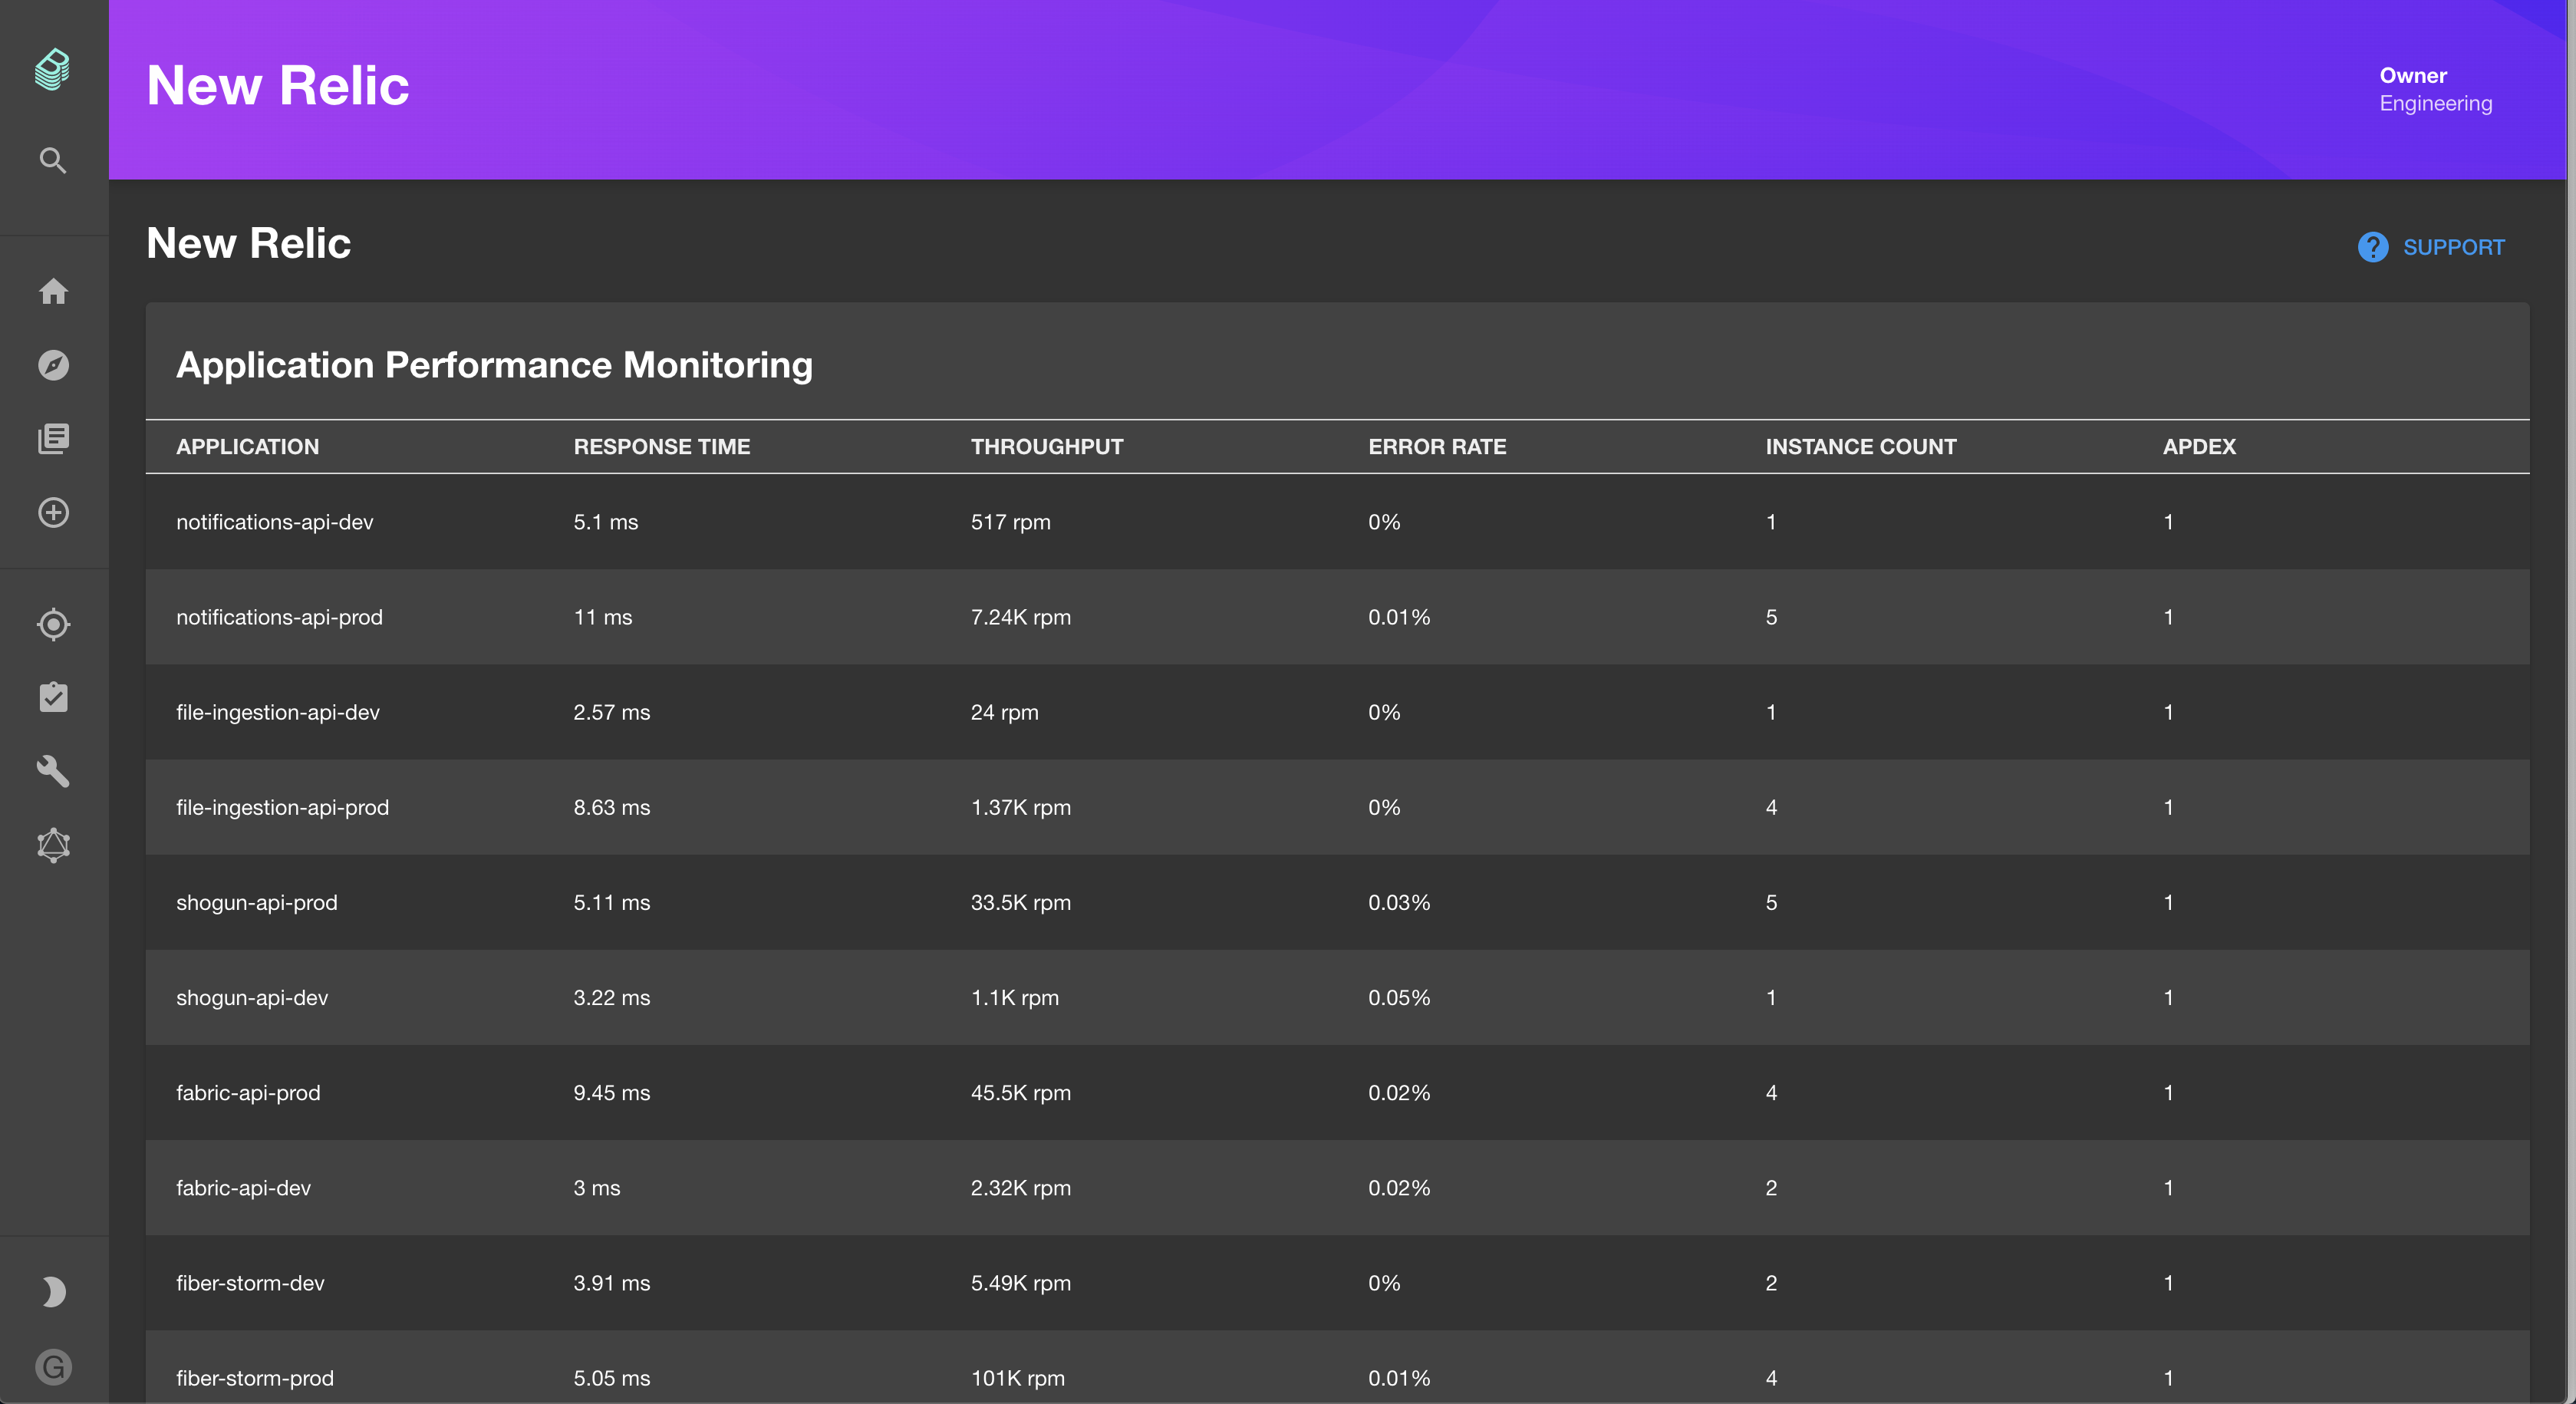 New Relic
Owner
Engineering
New Relic
SUPPORT
Application Performance Monitoring
APPLICATION RESPONSE TIME THROUGHPUT ERROR RATE INSTANCE COUNT APDEX
notifications-api-dev 5.1 ms 517 rpm 0% 1 1
notifications-api-prod 11 ms 7.24K rpm 0.01% 5 1
file-ingestion-api-dev 2.57 ms 24 rpm 0% 1 1
file-ingestion-api-prod 8.63 ms 1.37K rpm 0% 4 1
shogun-api-prod 5.11 ms 33.5K rpm 0.03% 5 1
shogun-api-dev 3.22 ms 1.1K rpm 0.05% 1 1
fabric-api-prod 9.45 ms 45.5K rpm 0.02% 4 1
fabric-api-dev 3 ms 2.32K rpm 0.02% 2 1
fiber-storm-dev 3.91 ms 5.49K rpm 0% 2 1
fiber-storm-prod 5.05 ms 101K rpm 0.01% 4 1
G